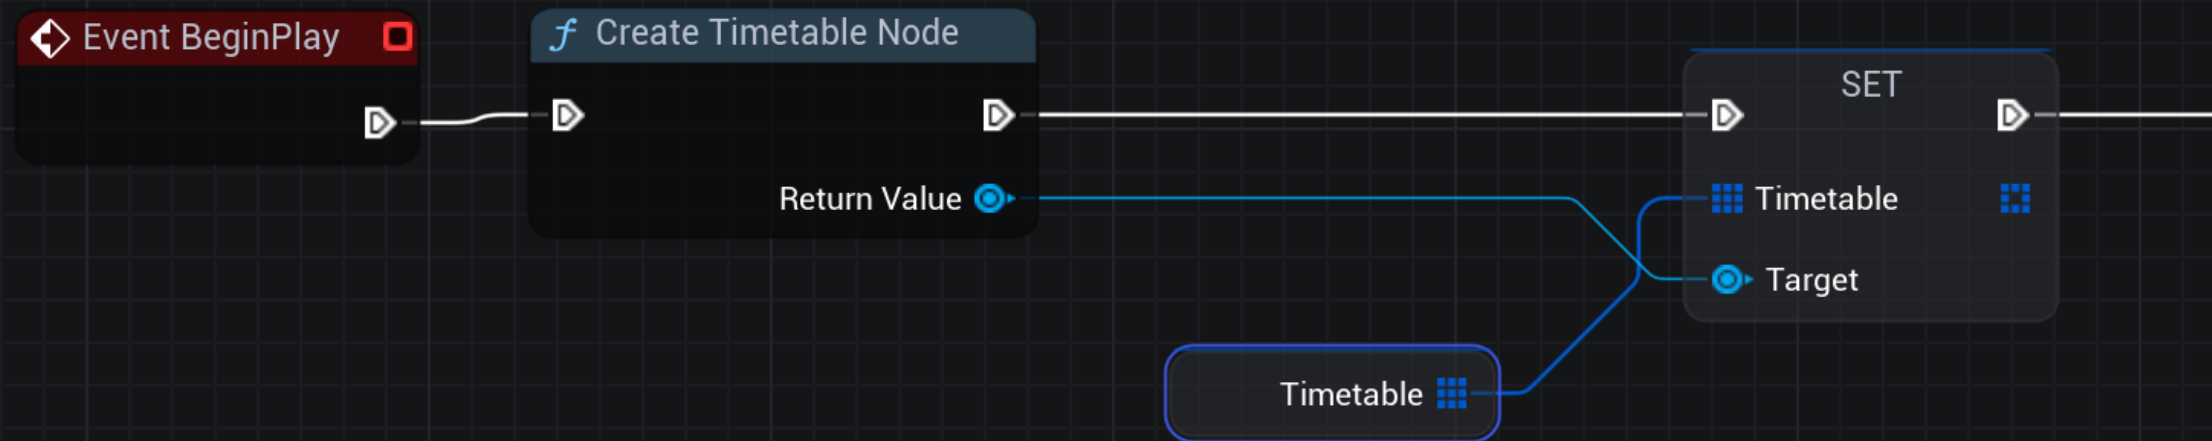 Event BeginPlay
f Create Timetable Node
SET
Return Value
Timetable
Target
Timetable